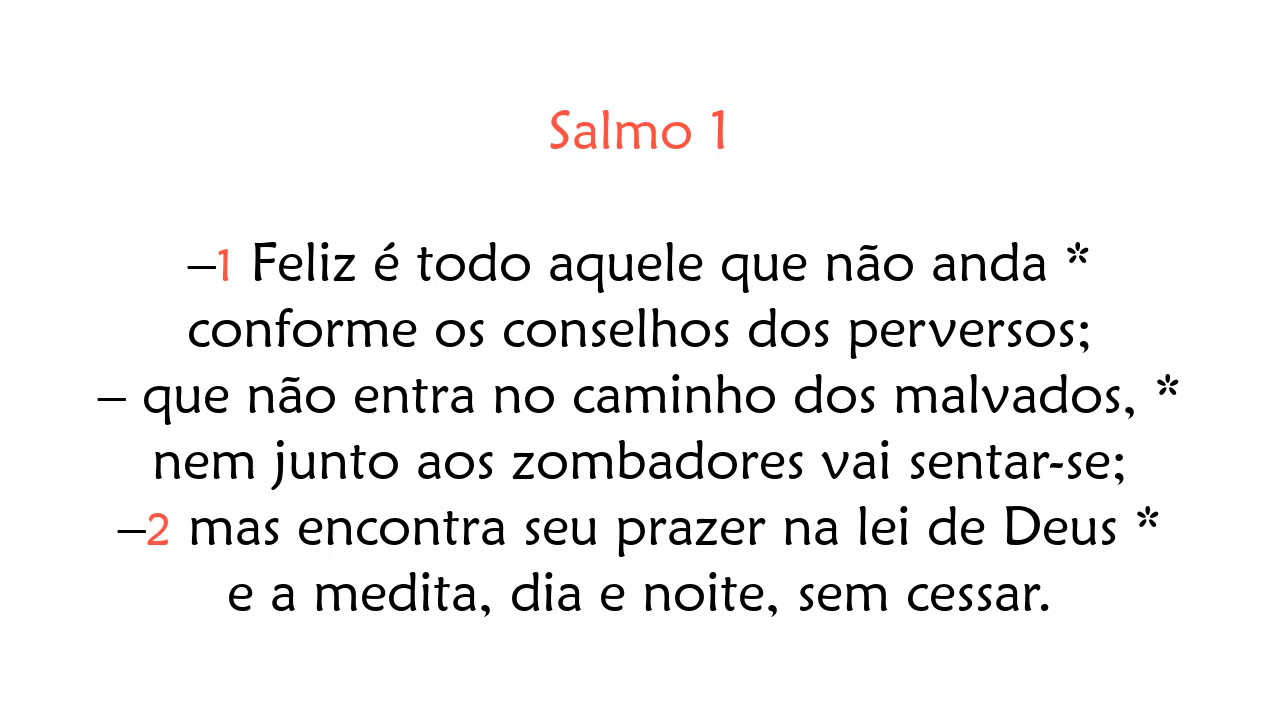 Salmo 1
–1 Feliz é todo aquele que não anda *
conforme os conselhos dos perversos;
– que não entra no caminho dos malvados, *
nem junto aos zombadores vai sentar-se;
–2 mas encontra seu prazer na lei de Deus *
e a medita, dia e noite, sem cessar.